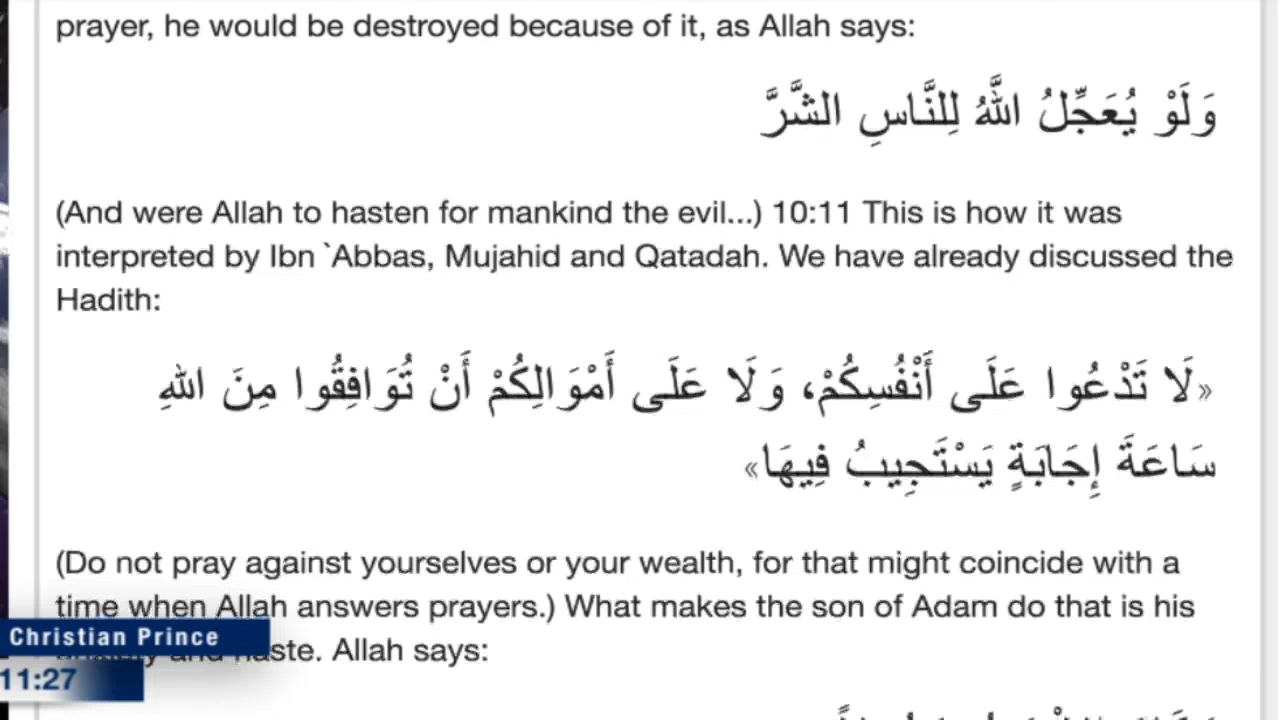 prayer, he would be destroyed because of it, as Allah says:
وَلَوْ يُعَجِّلُ اللَّهُ لِلنَّاسِ الشَّرَّ
(And were Allah to hasten for mankind the evil...) 10:11 This is how it was
interpreted by Ibn `Abbas, Mujahid and Qatadah. We have already discussed the
Hadith:
«لَا تَدْعُوا عَلَى أَنْفُسِكُمْ، وَلَا عَلَى أَمْوَالِكُمْ أَنْ تُوَافِقُوا مِنَ اللهِ
سَاعَةَ إِجَابَةٍ يَسْتَجِيبُ فِيهَا»
(Do not pray against yourselves or your wealth, for that might coincide with a
time when Allah answers prayers.) What makes the son of Adam do that is his
Christian Prince
and haste. Allah says:
11:27